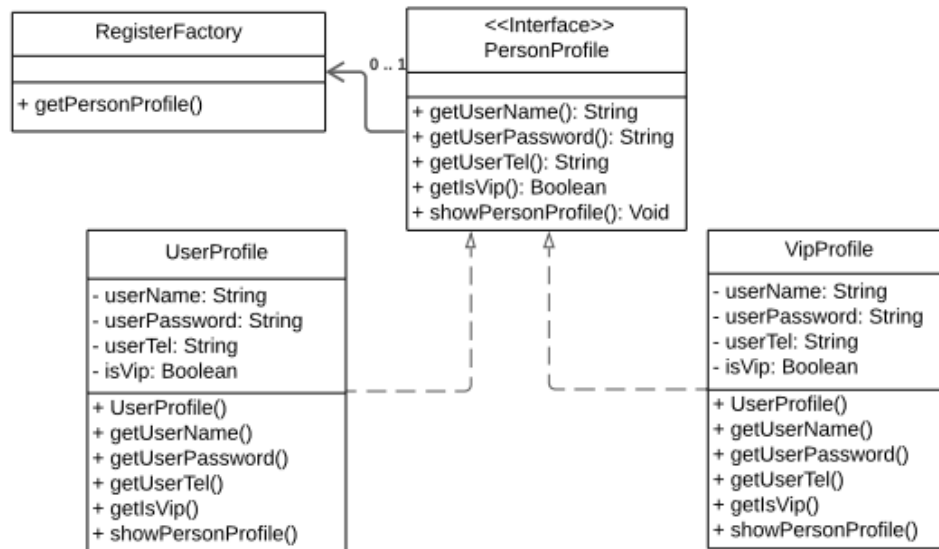 RegisterFactory
+ getPersonProfile()
0 .. 1
<<Interface>>
PersonProfile
+ getUserName(): String
+ getUserPassword(): String
+ getUserTel(): String
+ getIsVip(): Boolean
+ showPersonProfile(): Void
UserProfile
- userName: String
- userPassword: String
- userTel: String
- isVip: Boolean
+ UserProfile()
+ getUserName()
+ getUserPassword()
+ getUserTel()
+ getIsVip()
+ showPersonProfile()
VipProfile
- userName: String
- userPassword: String
- userTel: String
- isVip: Boolean
+ UserProfile()
+ getUserName()
+ getUserPassword()
+ getUserTel()
+ getIsVip()
+ showPersonProfile()